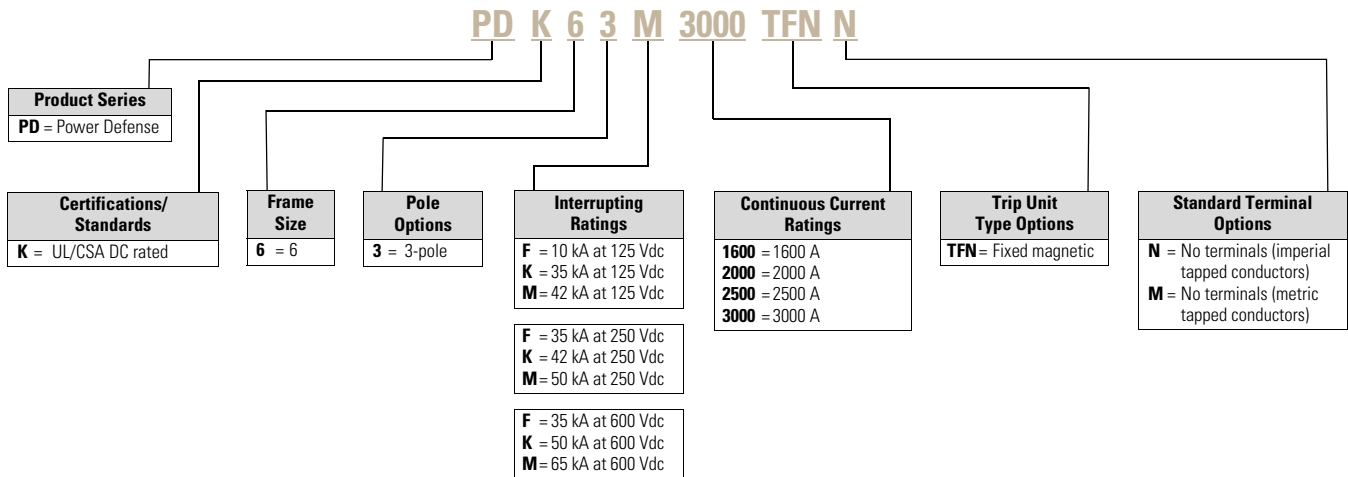 PD K 6 3 M 3000 TFN N
Product Series
PD = Power Defense
Certifications/
Standards
K = UL/CSA DC rated
Frame
Size
6 = 6
Pole
Options
3 = 3-pole
Interrupting
Ratings
F = 10 kA at 125 Vdc
K = 35 kA at 125 Vdc
M = 42 kA at 125 Vdc
F = 35 kA at 250 Vdc
K = 42 kA at 250 Vdc
M = 50 kA at 250 Vdc
F = 35 kA at 600 Vdc
K = 50 kA at 600 Vdc
M = 65 kA at 600 Vdc
Continuous Current
Ratings
1600 = 1600 A
2000 = 2000 A
2500 = 2500 A
3000 = 3000 A
Trip Unit
Type Options
TFN = Fixed magnetic
Standard Terminal
Options
N = No terminals (imperial
tapped conductors)
M = No terminals (metric
tapped conductors)